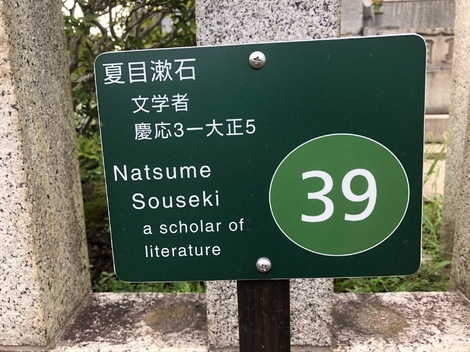 夏目漱石
文学者
慶応3ー大正5
Natsume
Souseki
a scholar of
literature
39